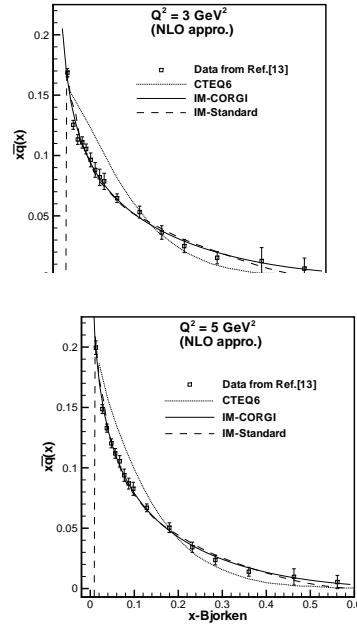 Q² = 3 GeV²
(NLO appro.)
0.2
Data from Ref.[13]
CTEQ6
IM-CORGI
IM-Standard
0.15
0.1
0.05
xq̅(x)
Q² = 5 GeV²
(NLO appro.)
0.2
Data from Ref.[13]
CTEQ6
IM-CORGI
IM-Standard
0.15
0.1
0.05
0
xq̅(x)
0 0.1 0.2 0.3 0.4 0.5 0.6
x-Bjorken